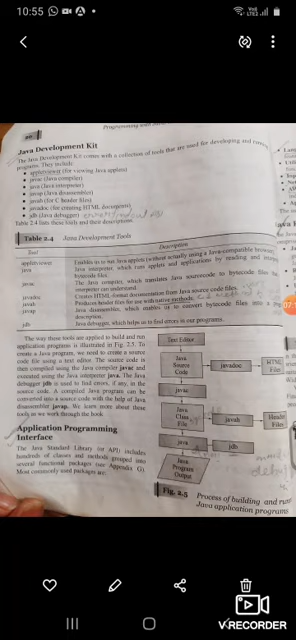 10:55
VoI)
LTE2
90
Programming with
Java Development Kit
The Java Development Kit comes with a collection of tools that are used for developing and running
programs. They include:
• appletviewer (for viewing Java applets)
• javac (Java compiler)
• java (Java interpreter)
• javap (Java disassembler)
• javah (for C header files)
• javadoc (for creating HTML documents)
• jdb (Java debugger)
Table 2.4 lists these tools and their descriptions.
Table 2.4 Java Development Tools
Tool Description
appletviewer Enables us to run Java applets (without actually using a Java-compatible browser).
java Java interpreter, which runs applets and applications by reading and
bytecode files.
javac The Java compiler, which translates Java sourcecode to bytecode files that the
interpreter can understand.
javadoc Creates HTML-format documentation from Java source code files.
javah Produces header files for use with native methods.
javap Java disassembler, which enables us to convert bytecode files into a program
description.
jdb Java debugger, which helps us to find errors in our programs.
The way these tools are applied to build and run
application programs is illustrated in Fig. 2.5. To
create a Java program, we need to create a source
code file using a text editor. The source code is
then compiled using the Java compiler javac and
executed using the Java interpreter java. The Java
debugger jdb is used to find errors, if any, in the
source code. A compiled Java program can be
converted into a source code with the help of Java
disassembler javap. We learn more about these
tools as we work through the book.
Application Programming
Interface
The Java Standard Library (or API) includes
hundreds of classes and methods grouped into
several functional packages (see Appendix G).
Most commonly used packages are:
Text Editor
Java
Source
Code
javadoc
HTML
Files
javac
Java
Class
File
javah
Header
Files
java
jdb
Java
Program
Output
Fig. 2.5 Process of building and running
Java application programs
V.RECORDER